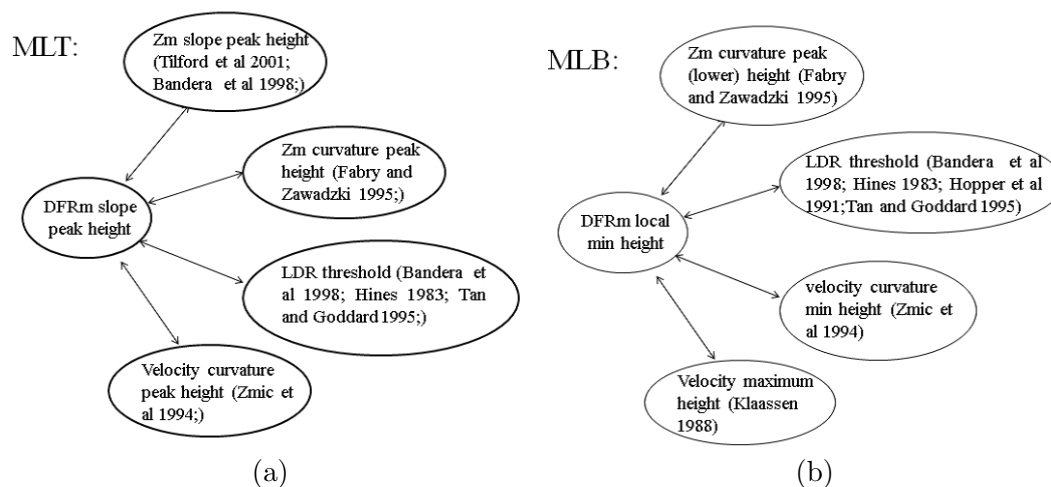 MLT:
Zm slope peak height
(Tilford et al 2001;
Bandera et al 1998;)
Zm curvature peak
height (Fabry and
Zawadzki 1995;)
DFRm slope
peak height
LDR threshold (Bandera et
al 1998; Hines 1983; Tan
and Goddard 1995;)
Velocity curvature
peak height (Zmic et
al 1994;)
(a)
MLB:
Zm curvature peak
(lower) height (Fabry
and Zawadzki 1995)
LDR threshold (Bandera et al
1998; Hines 1983; Hopper et al
1991;Tan and Goddard 1995)
DFRm local
min height
velocity curvature
min height (Zmic et
al 1994)
Velocity maximum
height (Klaassen
1988)
(b)